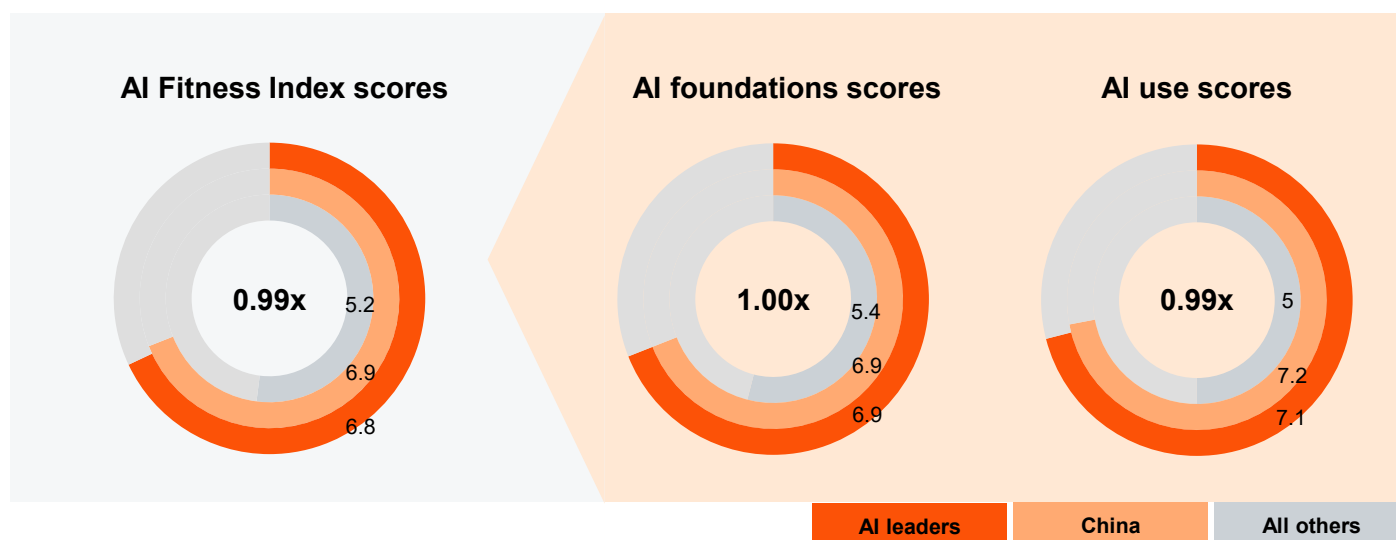 AI Fitness Index scores
AI foundations scores
AI use scores
0.99x
5.2
6.9
6.8
1.00x
5.4
6.9
6.9
0.99x
5
7.2
7.1
AI leaders
China
All others